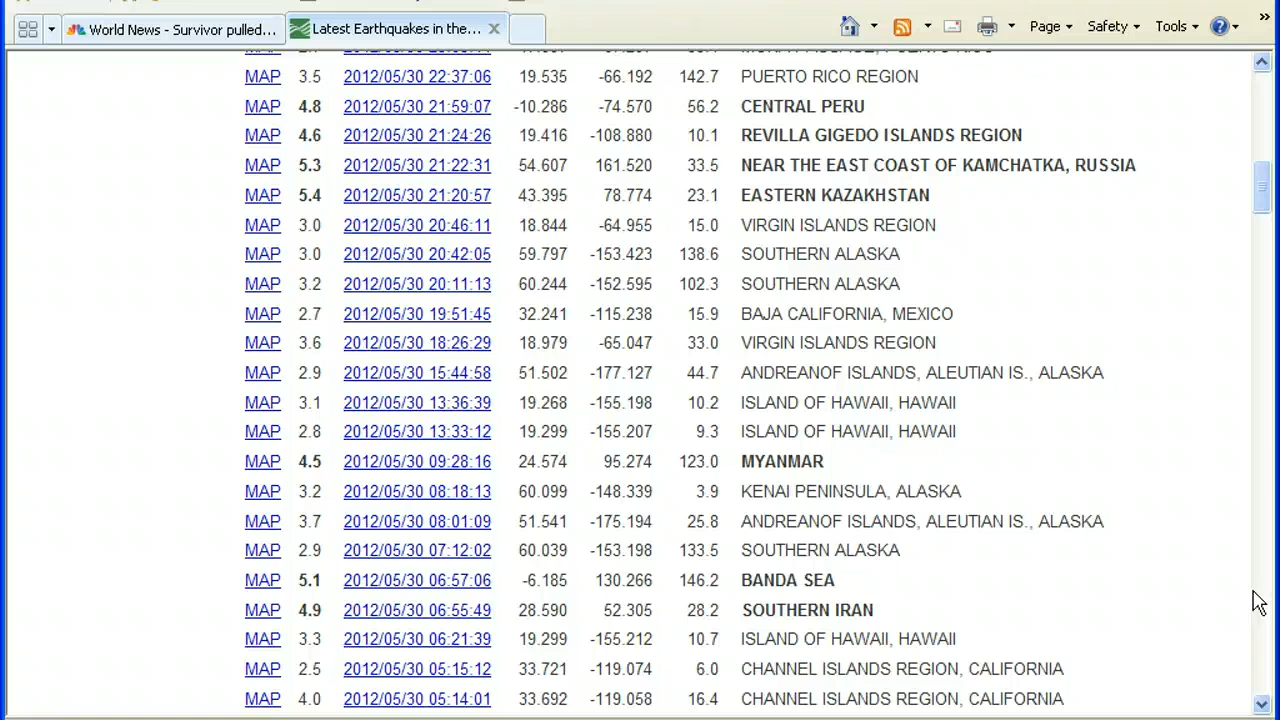 World News - Survivor pulled... Latest Earthquakes in the... Page Safety Tools
MAP 3.5 2012/05/30 22:37:06 19.535 -66.192 142.7 PUERTO RICO REGION
MAP 4.8 2012/05/30 21:59:07 -10.286 -74.570 56.2 CENTRAL PERU
MAP 4.6 2012/05/30 21:24:26 19.416 -108.880 10.1 REVILLA GIGEDO ISLANDS REGION
MAP 5.3 2012/05/30 21:22:31 54.607 161.520 33.5 NEAR THE EAST COAST OF KAMCHATKA, RUSSIA
MAP 5.4 2012/05/30 21:20:57 43.395 78.774 23.1 EASTERN KAZAKHSTAN
MAP 3.0 2012/05/30 20:46:11 18.844 -64.955 15.0 VIRGIN ISLANDS REGION
MAP 3.0 2012/05/30 20:42:05 59.797 -153.423 138.6 SOUTHERN ALASKA
MAP 3.2 2012/05/30 20:11:13 60.244 -152.595 102.3 SOUTHERN ALASKA
MAP 2.7 2012/05/30 19:51:45 32.241 -115.238 15.9 BAJA CALIFORNIA, MEXICO
MAP 3.6 2012/05/30 18:26:29 18.979 -65.047 33.0 VIRGIN ISLANDS REGION
MAP 2.9 2012/05/30 15:44:58 51.502 -177.127 44.7 ANDREANOF ISLANDS, ALEUTIAN IS., ALASKA
MAP 3.1 2012/05/30 13:36:39 19.268 -155.198 10.2 ISLAND OF HAWAII, HAWAII
MAP 2.8 2012/05/30 13:33:12 19.299 -155.207 9.3 ISLAND OF HAWAII, HAWAII
MAP 4.5 2012/05/30 09:28:16 24.574 95.274 123.0 MYANMAR
MAP 3.2 2012/05/30 08:18:13 60.099 -148.339 3.9 KENAI PENINSULA, ALASKA
MAP 3.7 2012/05/30 08:01:09 51.541 -175.194 25.8 ANDREANOF ISLANDS, ALEUTIAN IS., ALASKA
MAP 2.9 2012/05/30 07:12:02 60.039 -153.198 133.5 SOUTHERN ALASKA
MAP 5.1 2012/05/30 06:57:06 -6.185 130.266 146.2 BANDA SEA
MAP 4.9 2012/05/30 06:55:49 28.590 52.305 28.2 SOUTHERN IRAN
MAP 3.3 2012/05/30 06:21:39 19.299 -155.212 10.7 ISLAND OF HAWAII, HAWAII
MAP 2.5 2012/05/30 05:15:12 33.721 -119.074 6.0 CHANNEL ISLANDS REGION, CALIFORNIA
MAP 4.0 2012/05/30 05:14:01 33.692 -119.058 16.4 CHANNEL ISLANDS REGION, CALIFORNIA